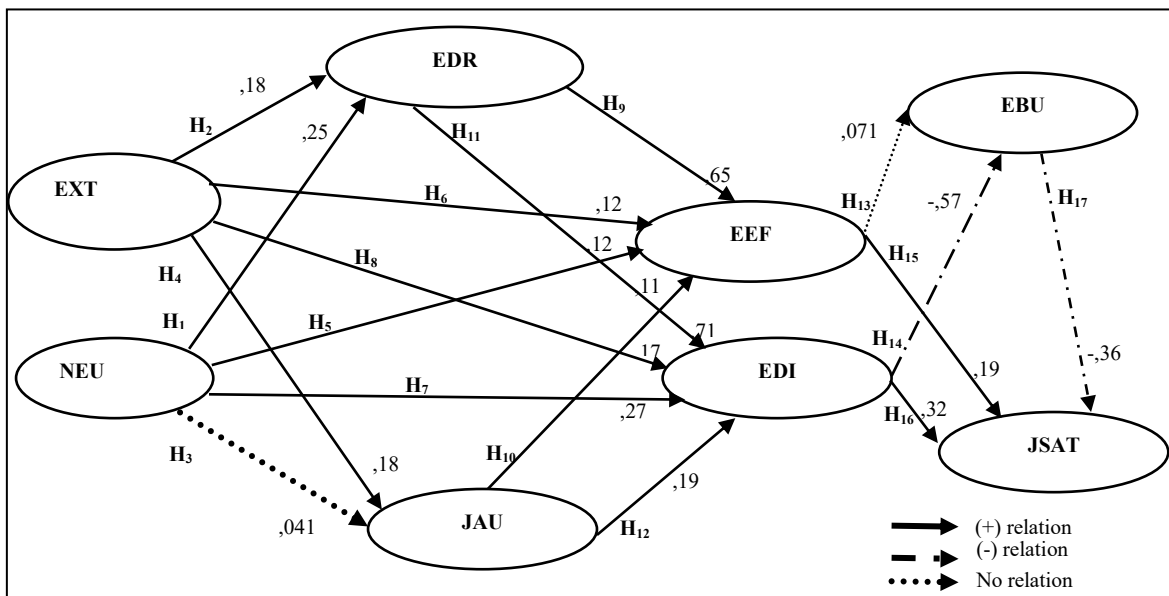 EDR
,18
H9
EBU
H2
,25
H11
,071
EXT
,65
-,57
H17
H6
,12
H13
EEF
H8
,12
H15
H4
,11
H1
H5
,71
H14
NEU
,17
EDI
-,36
H7
,19
,27
H16
,32
H3
H10
,18
,19
JSAT
JAU
,041
H12
(+) relation
(-) relation
No relation